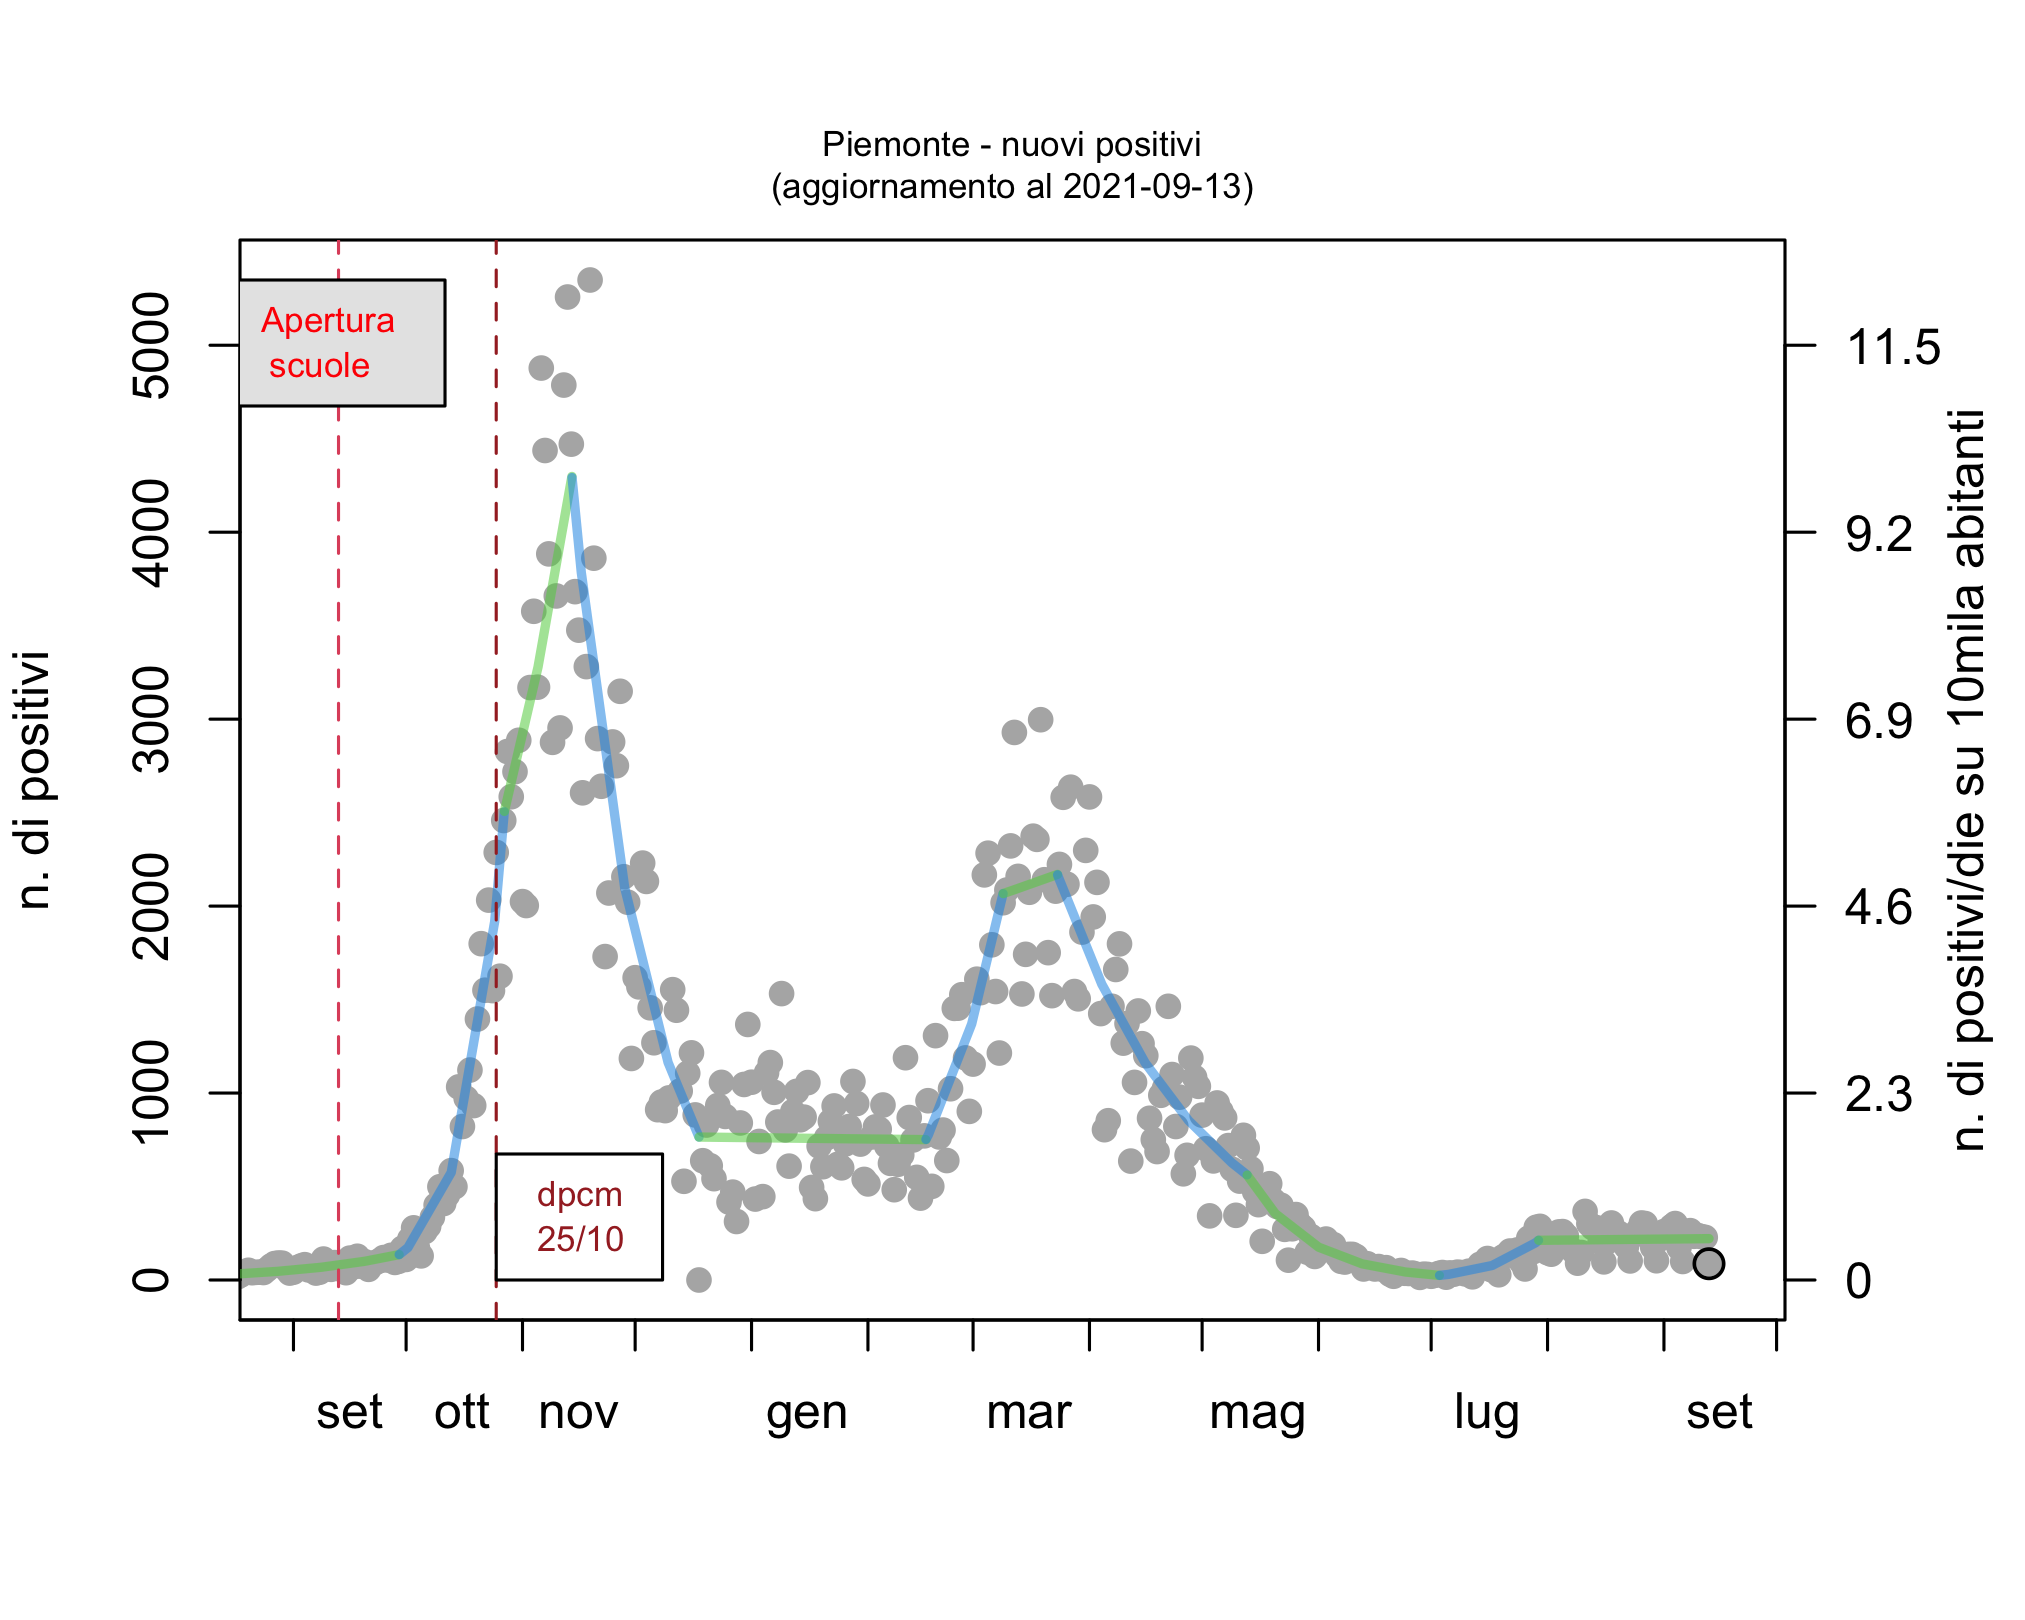 Piemonte - nuovi positivi
(aggiornamento al 2021-09-13)
Apertura
scuole
dpcm
25/10
n. di positivi
5000
4000
3000
2000
1000
0
11.5
9.2
6.9
4.6
2.3
0
n. di positivi/die su 10mila abitanti
set ott nov gen mar mag lug set